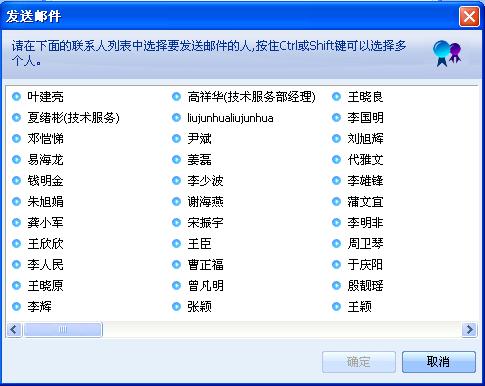 发送邮件
请在下面的联系人列表中选择要发送邮件的人,按住Ctrl或Shift键可以选择多
个人。
叶建亮 高祥华(技术服务部经理) 王晓良
夏绪彬(技术服务) liujunhualiujunhua 李国明
邓恺悌 尹斌 刘旭辉
易海龙 姜磊 代雅文
钱明金 李少波 李雄锋
朱旭娟 谢海燕 蒲文宣
龚小军 宋振宇 李明非
王欣欣 王臣 周卫琴
李人民 曹正福 于庆阳
王晓原 曾凡明 殷靓瑶
李辉 张颖 王颖
确定 取消